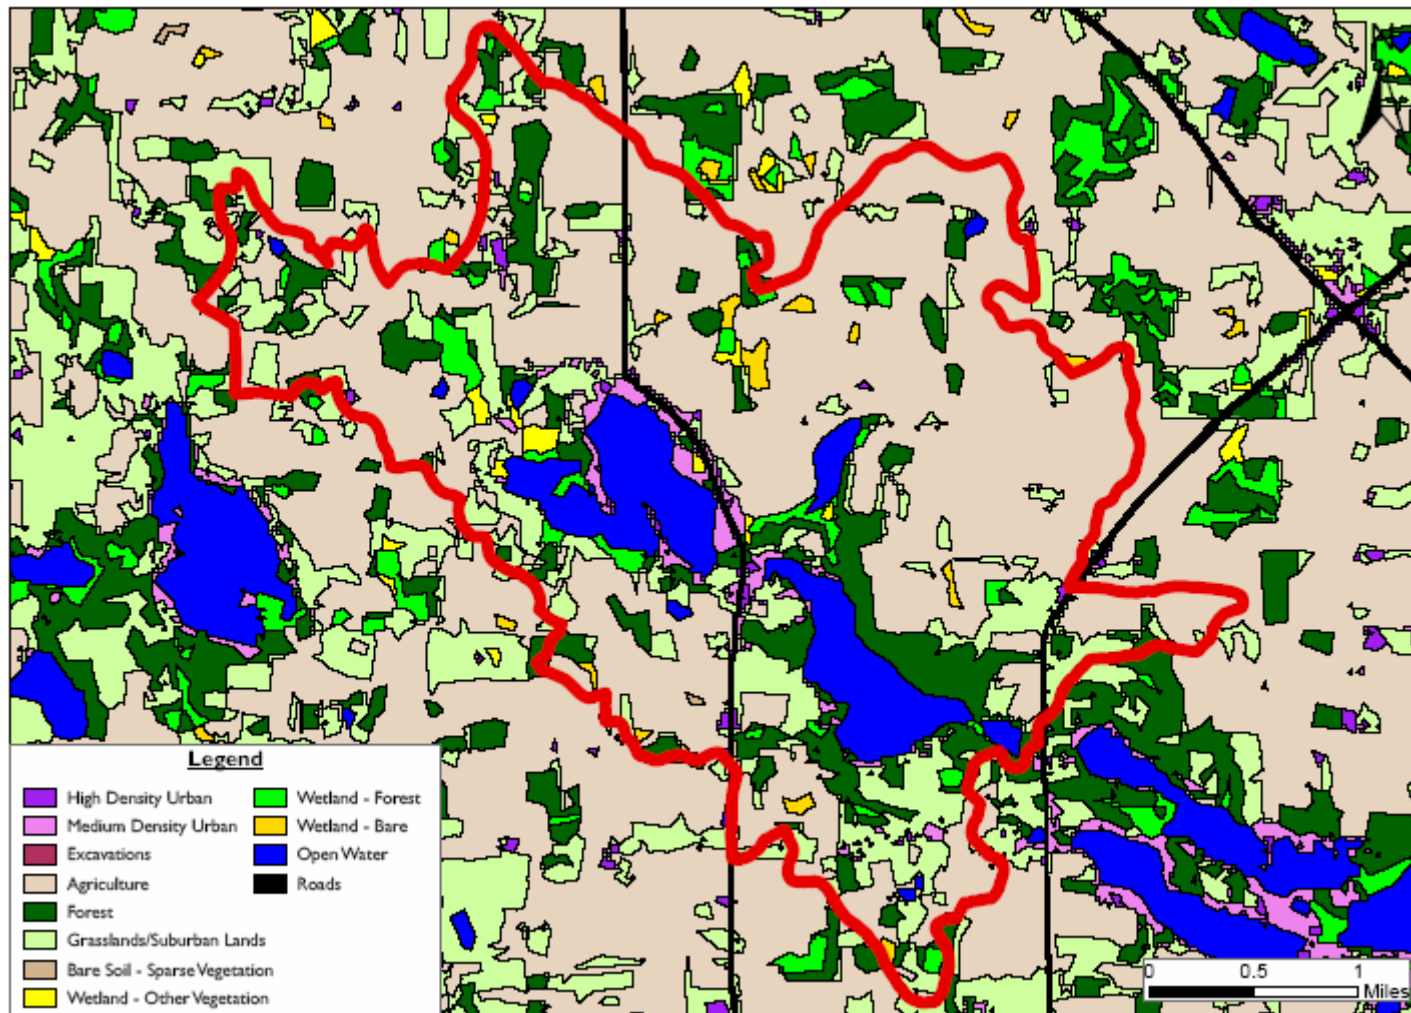 Legend
High Density Urban
Medium Density Urban
Excavations
Agriculture
Forest
Grasslands/Suburban Lands
Bare Soil - Sparse Vegetation
Wetland - Other Vegetation
Wetland - Forest
Wetland - Bare
Open Water
Roads
0 0.5 1
Miles